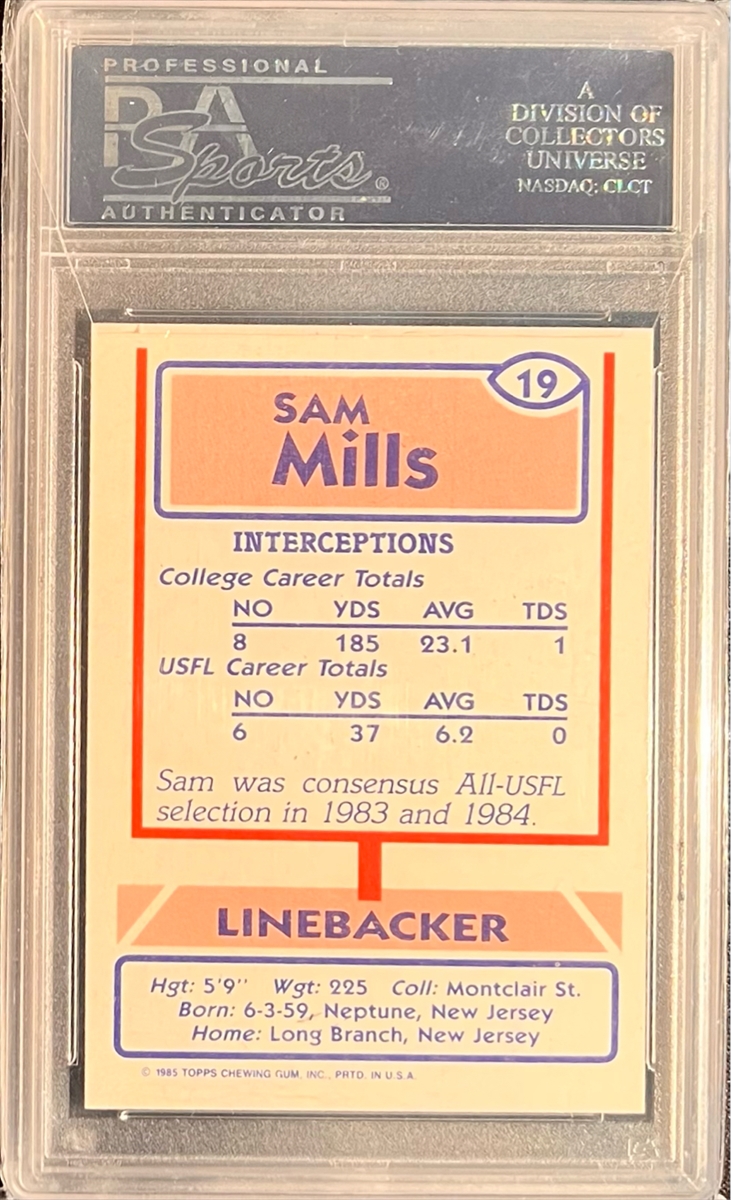 PROFESSIONAL
PSA
Sports®
AUTHENTICATOR
A
DIVISION OF
COLLECTORS
UNIVERSE
NASDAQ: CLCT
19
SAM
Mills
INTERCEPTIONS
College Career Totals
NO YDS AVG TDS
8 185 23.1 1
USFL Career Totals
NO YDS AVG TDS
6 37 6.2 0
Sam was consensus All-USFL
selection in 1983 and 1984.
LINEBACKER
Hgt: 5'9" Wgt: 225 Coll: Montclair St.
Born: 6-3-59, Neptune, New Jersey
Home: Long Branch, New Jersey
© 1985 TOPPS CHEWING GUM, INC., PRTD. IN U.S.A.